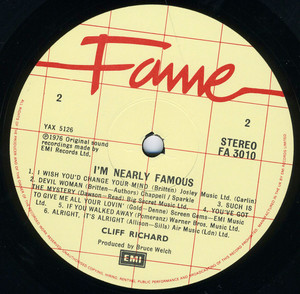 Fame
2
2
YAX 5126
℗1976 Original sound
recordings made by
EMI Records Ltd.
STEREO
FA 3010
I'M NEARLY FAMOUS
1. I WISH YOU'D CHANGE YOUR MIND (Britten) Josley Music Ltd. (Carlin)
2. DEVIL WOMAN (Britten—Authors) Chappell / Sparkle 3. SUCH IS
THE MYSTERY (Dawson—Read) Big Secret Music Ltd. 4. YOU'VE GOT
TO GIVE ME ALL YOUR LOVIN' (Gold—Denne) Screen Gems—EMI Music
5. IF YOU WALKED AWAY (Pomeranz) Warner Bros. Music Ltd.
6. ALRIGHT, IT'S ALRIGHT (Allison—Sills) Air Music (Ldn) Ltd.
CLIFF RICHARD
Produced by Bruce Welch
EMI